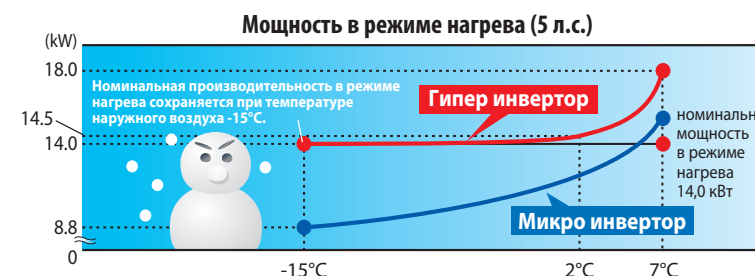 Мощность в режиме нагрева (5 л.с.)
(kW)
18.0
14.5
14.0
8.8
0
Номинальная производительность в режиме
нагрева сохраняется при температуре
наружного воздуха -15°C.
Гипер инвертор
Микро инвертор
мощность
в режиме
нагрева
14,0 кВт
-15°C
2°C
7°C